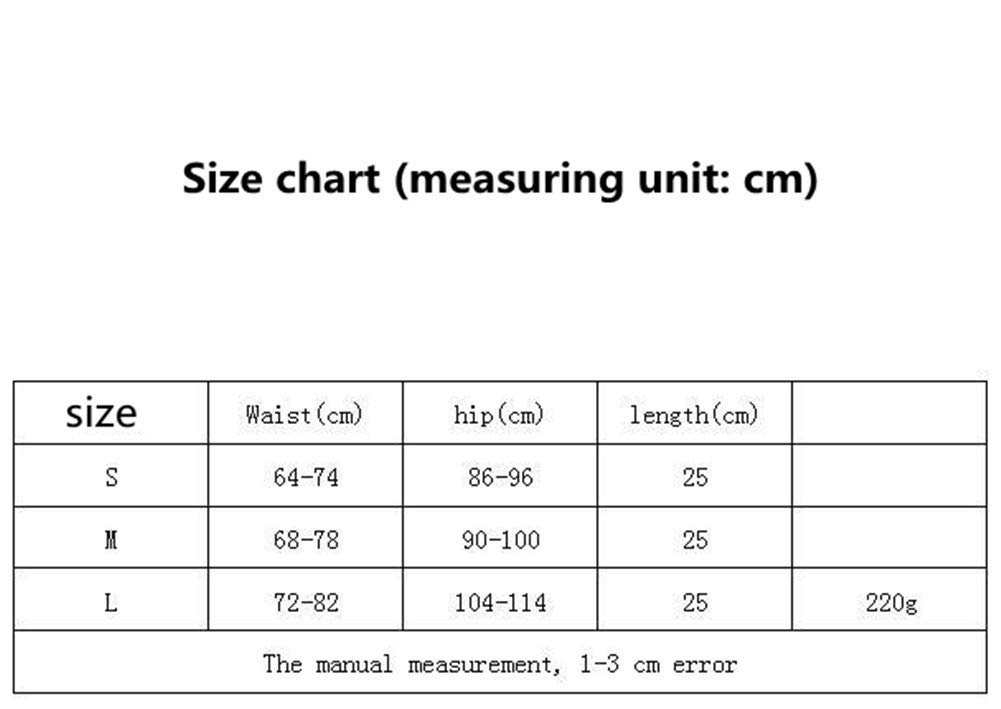 Size chart (measuring unit: cm)
size Waist(cm) hip(cm) length(cm)
S 64-74 86-96 25
M 68-78 90-100 25
L 72-82 104-114 25 220g
The manual measurement, 1-3 cm error